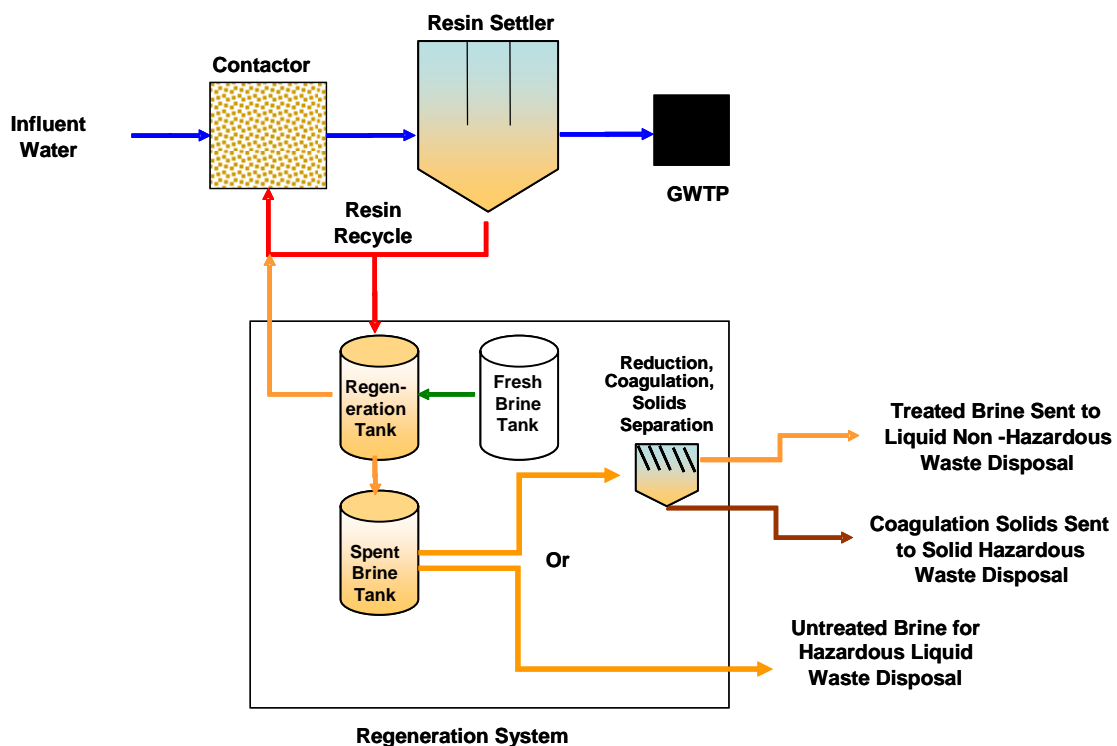 Resin Settler
Contactor
Influent
Water
GWTP
Resin
Recycle
Regen-
eration
Tank
Fresh
Brine
Tank
Reduction,
Coagulation,
Solids
Separation
Treated Brine Sent to
Liquid Non -Hazardous
Waste Disposal
Spent
Brine
Tank
Or
Coagulation Solids Sent
to Solid Hazardous
Waste Disposal
Untreated Brine for
Hazardous Liquid
Waste Disposal
Regeneration System